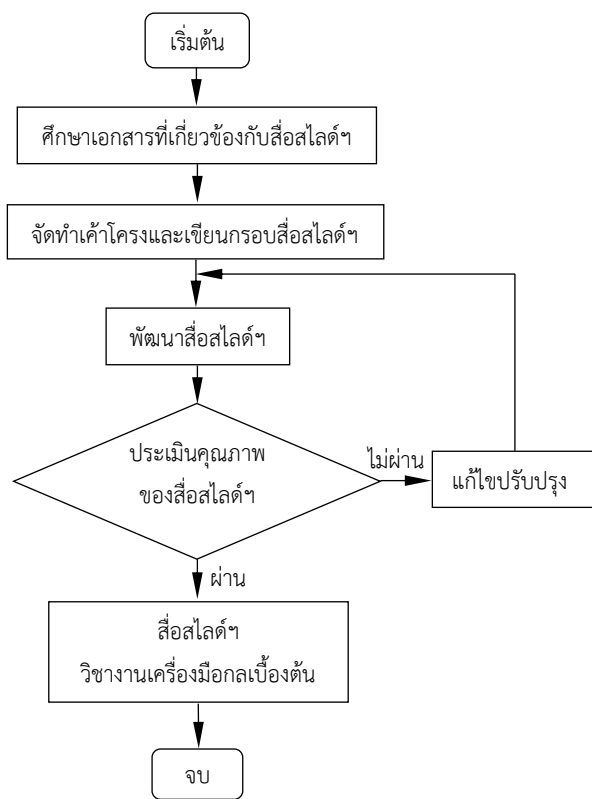 เริ่มต้น
ศึกษาเอกสารที่เกี่ยวข้องกับสื่อสไลด์ฯ
จัดทำเค้าโครงและเขียนกรอบสื่อสไลด์ฯ
พัฒนาสื่อสไลด์ฯ
ประเมินคุณภาพ
ของสื่อสไลด์ฯ
ไม่ผ่าน
แก้ไขปรับปรุง
ผ่าน
สื่อสไลด์ฯ
วิชางานเครื่องมือกลเบื้องต้น
จบ